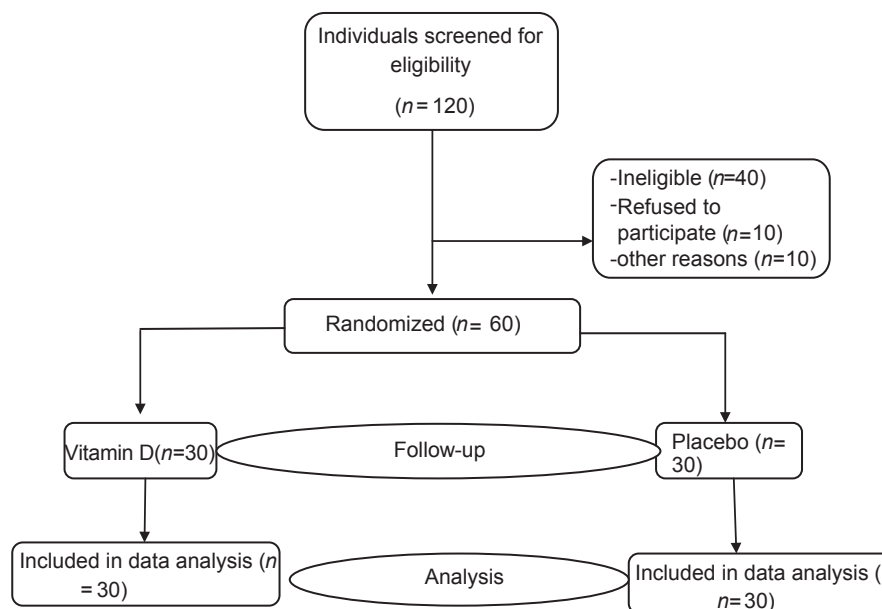 Individuals screened for
eligibility
(n= 120)
-Ineligible (n=40)
-Refused to
participate (n=10)
-other reasons (n=10)
Randomized (n= 60)
Vitamin D(n=30)
Follow-up
Placebo (n=
30)
Included in data analysis (n
= 30)
Analysis
Included in data analysis (
n=30)